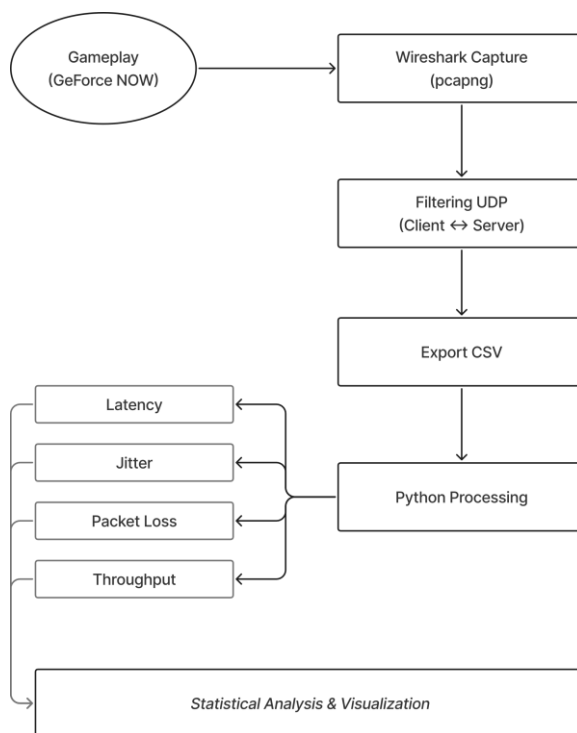 Gameplay
(GeForce NOW)
Wireshark Capture
(pcapng)
Filtering UDP
(Client ↔ Server)
Export CSV
Python Processing
Latency
Jitter
Packet Loss
Throughput
Statistical Analysis & Visualization